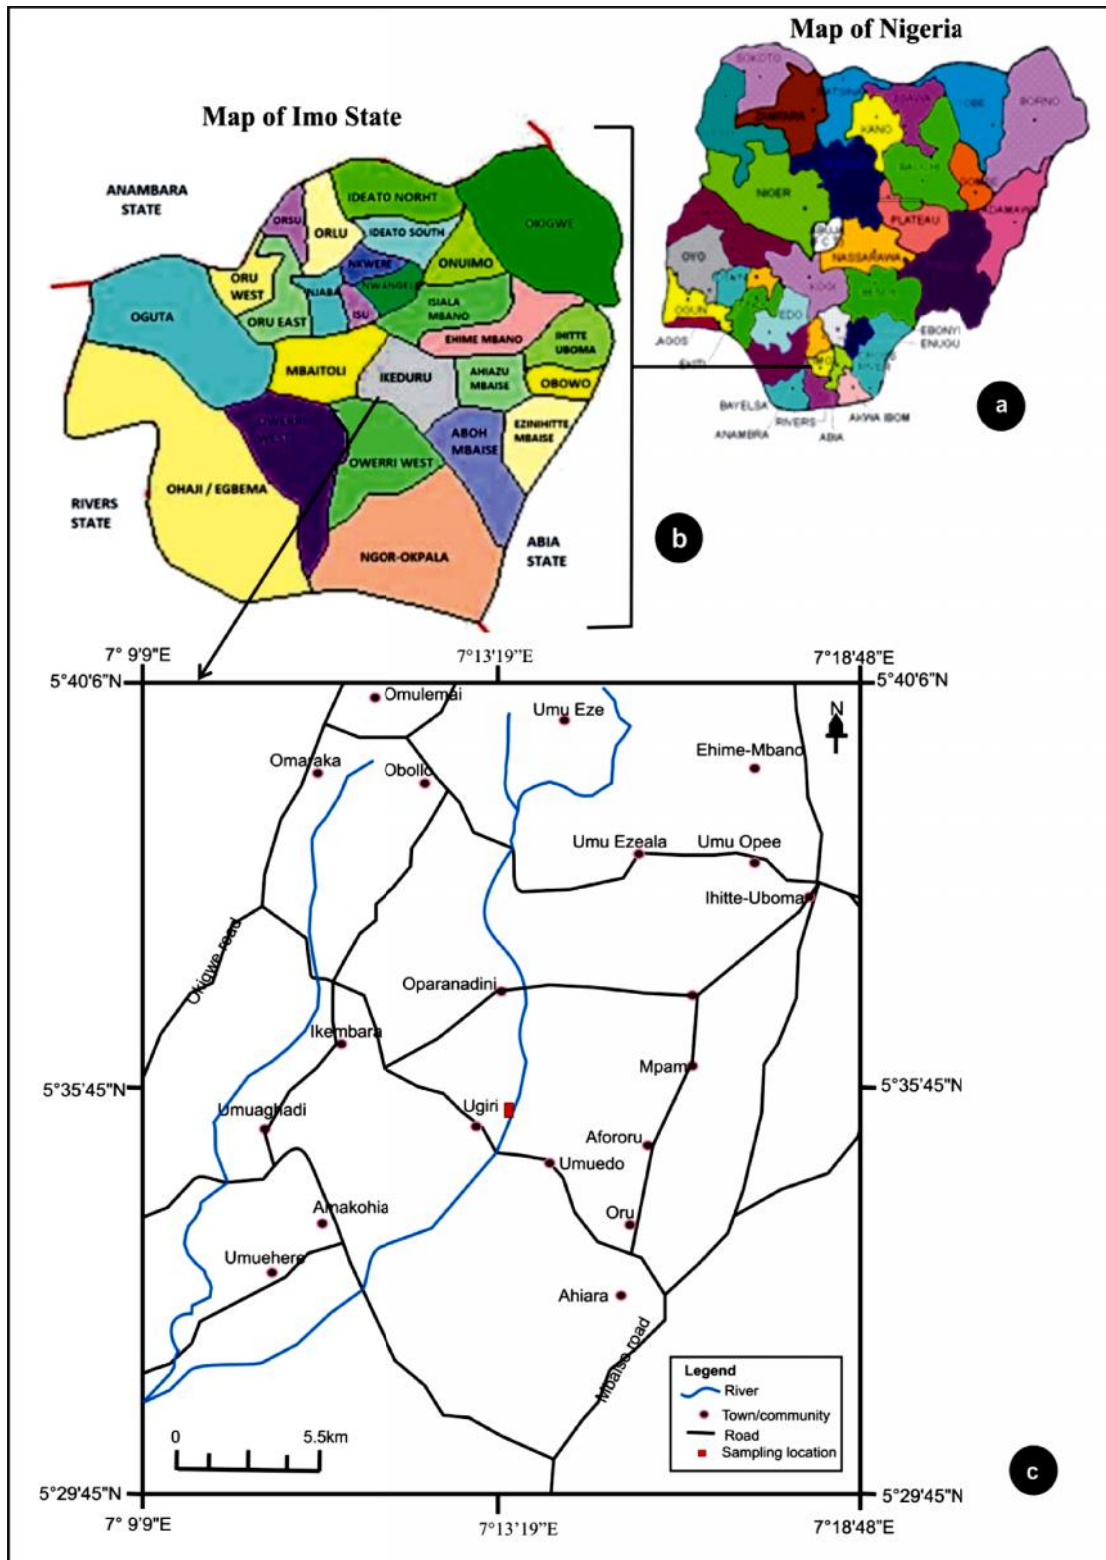 Map of Nigeria
SOKOTO
BORNO
KANO
NIGER
PLATEAU
NASSARAWA
OYO
KOGI
OGUN
EDO
EBONYI
ENUGU
BAYELSA
RIVERS
AKWA IBOM
ANAMBRA
ABIA
a
Map of Imo State
ANAMBARA
STATE
IDEATO NORHT
OKIGWE
ORSU
ORLU
IDEATO SOUTH
NKWERE
ONUIMO
ORU
WEST
NJABA
NWANGELE
ISU
ISIALA
MBANO
OGUTA
ORU EAST
EHIME MBANO
IHITTE
UBOMA
MBAITOLI
IKEDURU
AHIAZU
MBAISE
OBOWO
OWERRI
WEST
ABOH
MBAISE
EZINIHITTE
MBAISE
OWERRI WEST
OHAJI / EGBEMA
RIVERS
STATE
NGOR-OKPALA
ABIA
STATE
b
7° 9'9"E
7°13'19"E
7°18'48"E
5°40'6"N
5°40'6"N
Omulemai
Umu Eze
N
Ehime-Mband
Omaraka
Obollo
Umu Ezeala
Umu Opee
Ihitte-Uboma
Okigwe road
Oparanadini
Ikembara
Mpam
5°35'45"N
5°35'45"N
Umuaghadi
Ugiri
Afororu
Umuedo
Amakohia
Oru
Umuehere
Ahiara
Mbaise road
Legend
River
Town/community
Road
Sampling location
0
5.5km
c
5°29'45"N
5°29'45"N
7° 9'9"E
7°13'19"E
7°18'48"E